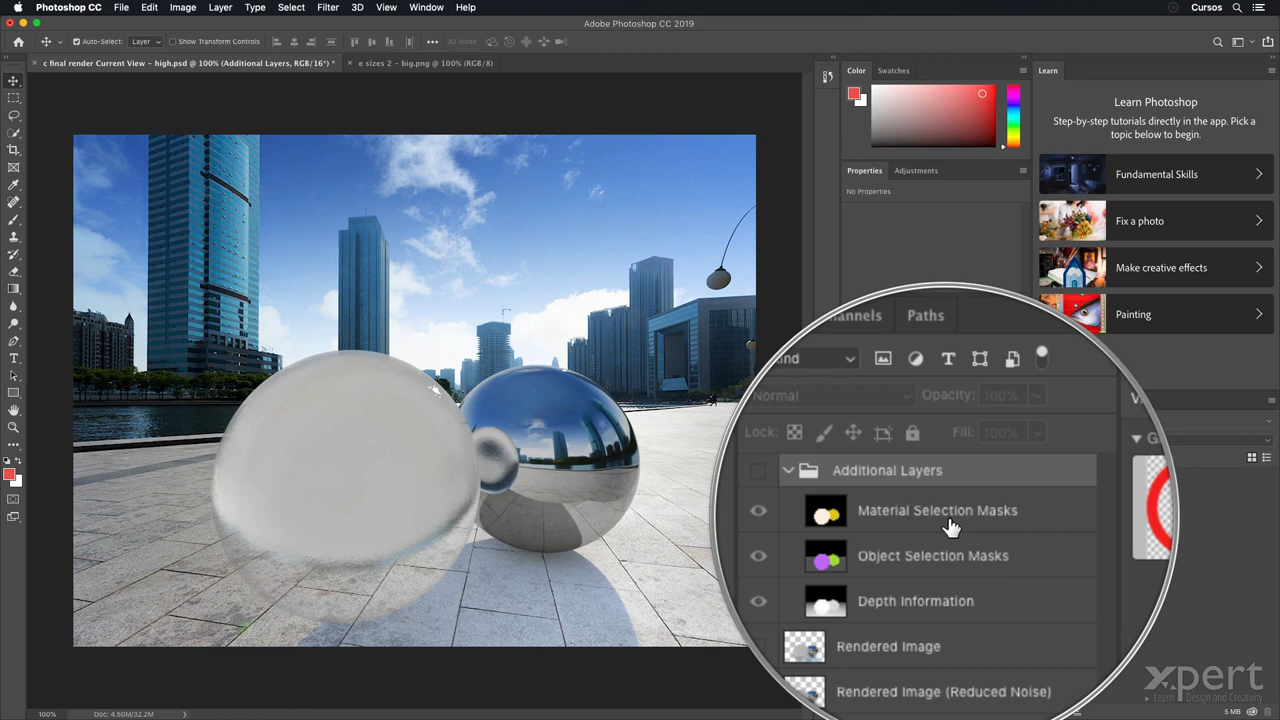 Photoshop CC File Edit Image Layer Type Select Filter 3D View Window Help Cursos
Adobe Photoshop CC 2019
Auto-Select: Layer Show Transform Controls 3D Mode:
c final render Current View - high.psd @ 100% (Additional Layers, RGB/16*) *
e sizes 2 - big.png @ 100% (RGB/8)
Color Swatches
Learn
Learn Photoshop
Step-by-step tutorials directly in the app. Pick a
topic below to begin.
Properties Adjustments
Fundamental Skills
No Properties
Fix a photo
Make creative effects
Painting
Paths
Normal Opacity: 100%
Lock: Fill: 100%
Additional Layers
Material Selection Masks
Object Selection Masks
Depth Information
Rendered Image
Rendered Image (Reduced Noise)
xpert
Learn Design and Creativity
100% Doc: 4.50M/32.2M
5 MB